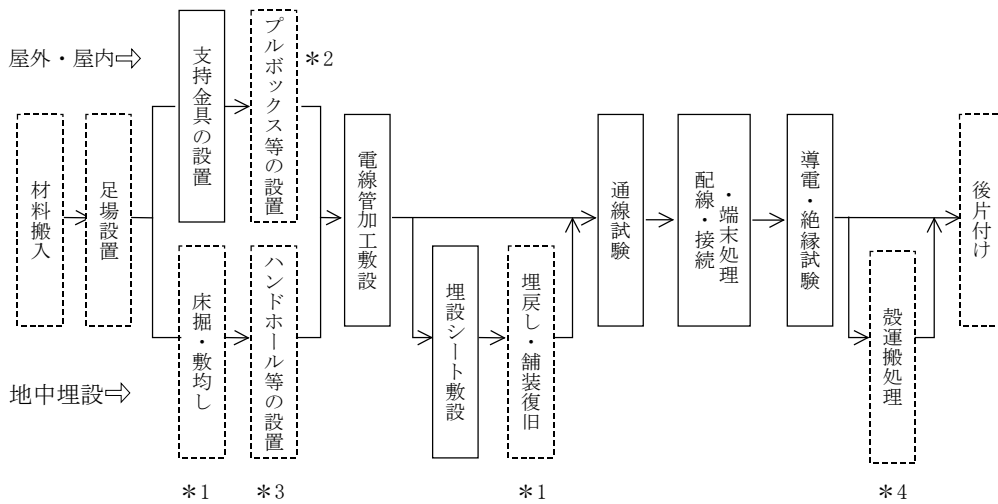 屋外・屋内⇨
材料搬入
足場設置
支持金具の設置
プルボックス等の設置
＊2
床掘・敷均し
ハンドホール等の設置
電線管加工敷設
埋設シート敷設
埋戻し・舗装復旧
通線試験
配線・接続
・端末処理
導電・絶縁試験
殻運搬処理
後片付け
地中埋設⇨
＊1
＊3
＊1
＊4